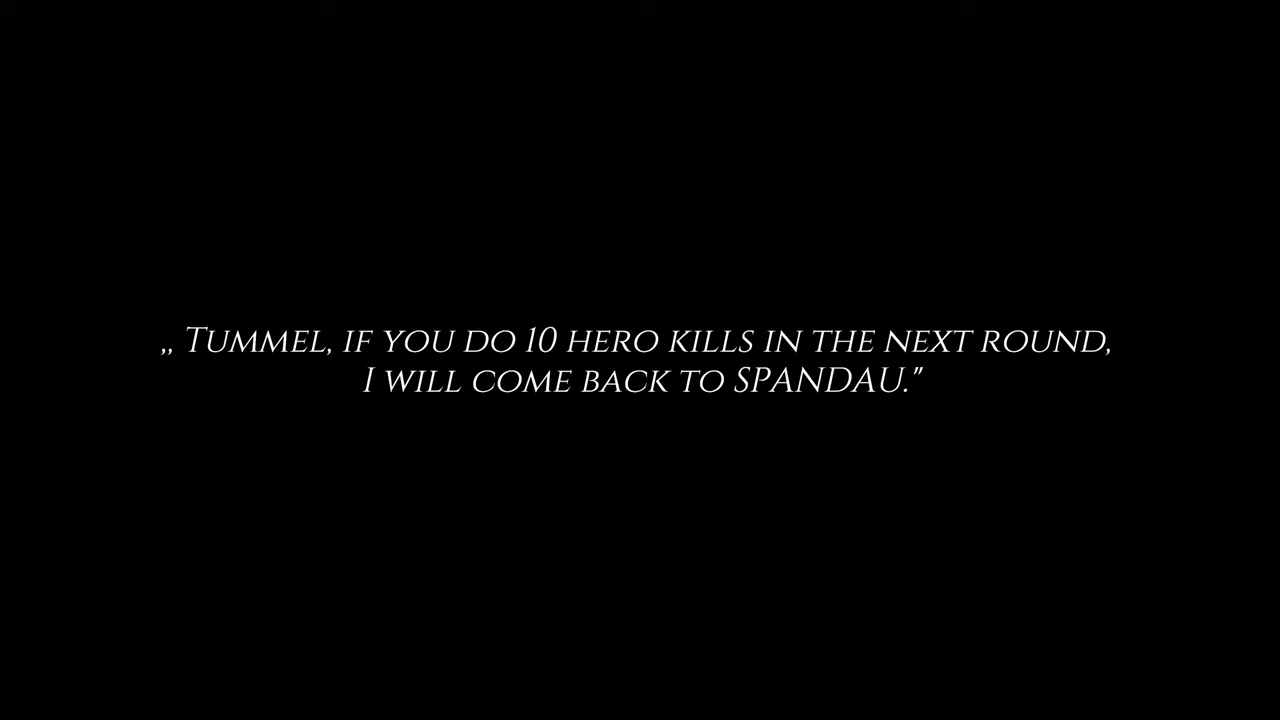 ,, Tummel, if you do 10 hero kills in the next round,
I will come back to SPANDAU."